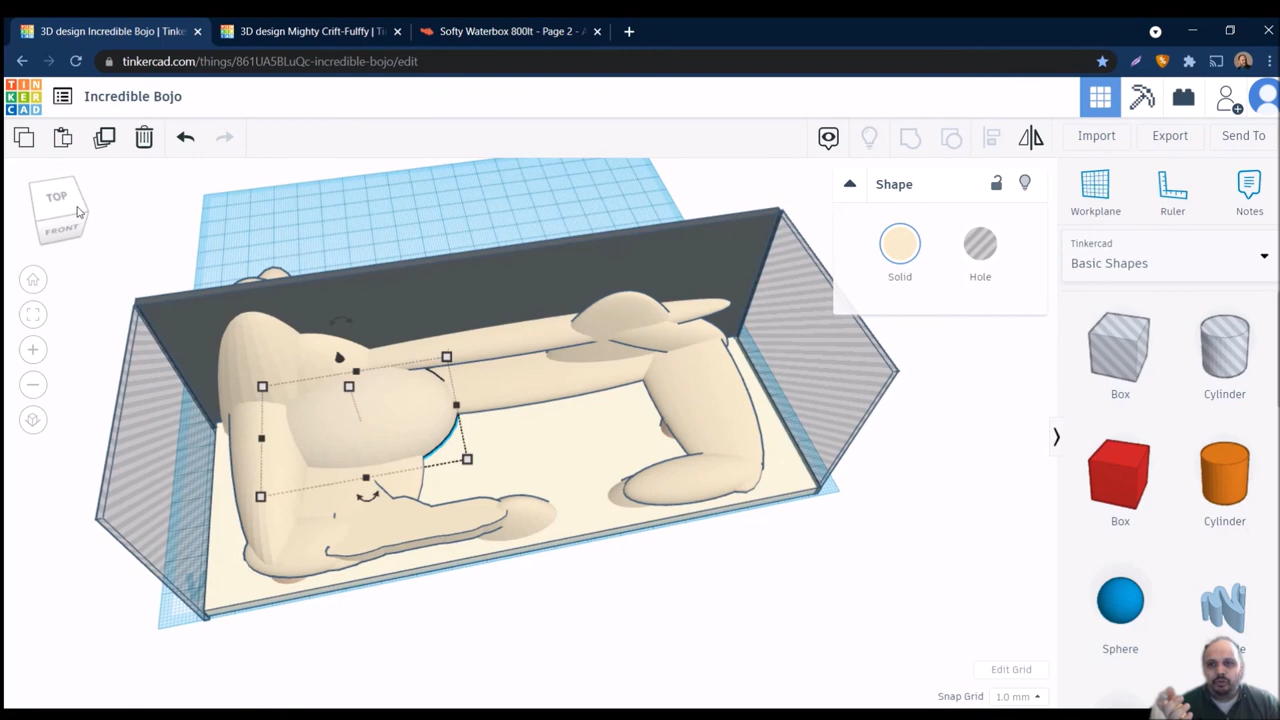 3D design Incredible Bojo | Tinke
3D design Mighty Crift-Fulffy | Ti
Softy Waterbox 800lt - Page 2 - A
tinkercad.com/things/861UA5BLuQc-incredible-bojo/edit
TIN
KER
CAD
Incredible Bojo
Import
Export
Send To
TOP
FRONT
Shape
Solid
Hole
Workplane
Ruler
Notes
Tinkercad
Basic Shapes
Box
Cylinder
Box
Cylinder
Sphere
Edit Grid
Snap Grid
1.0 mm